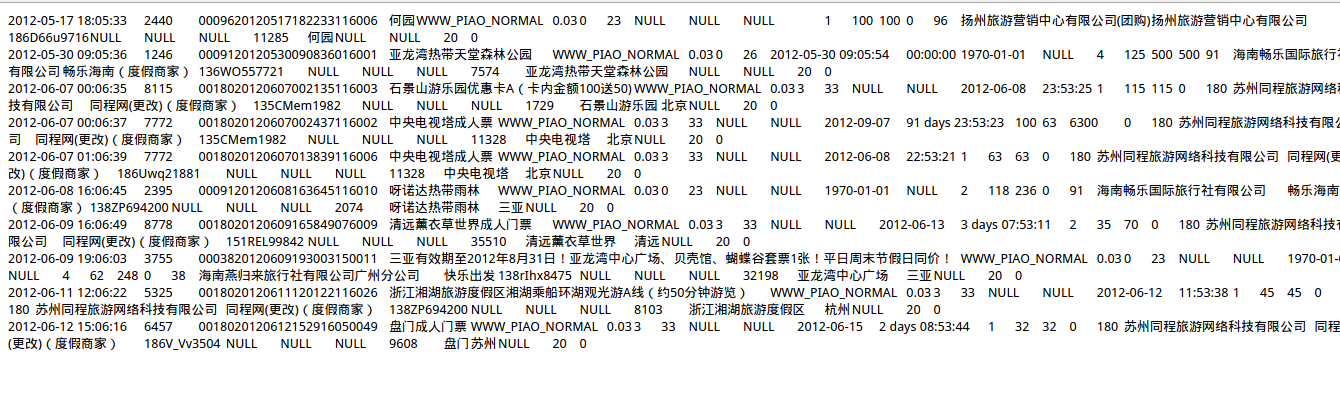 2012-05-17 18:05:33 2440 000962012051718223​3116006 何园WWW_PIAO_NORMAL 0.03 0 23 NULL NULL 1 100 100 0 96 扬州旅游营销中心有限公司(团购)扬州旅游营销中心有限公司
186D66u9716NULL NULL NULL 11285 何园NULL NULL 20 0
2012-05-30 09:05:36 1246 000912012053009083​6016001 亚龙湾热带天堂森林公园 WWW_PIAO_NORMAL 0.03 0 26 2012-05-30 09:05:54 00:00:00 1970-01-01 NULL 4 125 500 500 91 海南畅乐国际旅行社
有限公司 畅乐海南（度假商家） 136WO557721 NULL NULL NULL 7574 亚龙湾热带天堂森林公园 NULL NULL 20 0
2012-06-07 00:06:35 8115 001802012060700213​5116003 石景山游乐园优惠卡A（卡内金额100送50)WWW_PIAO_NORMAL 0.03 3 33 NULL NULL 2012-06-08 23:53:25 1 115 115 0 180 苏州同程旅游网络科
技有限公司 同程网(更改)（度假商家） 135CMem1982 NULL NULL NULL 1729 石景山游乐园 北京NULL 20 0
2012-06-07 00:06:37 7772 001802012060700243​7116002 中央电视塔成人票 WWW_PIAO_NORMAL 0.03 3 33 NULL NULL 2012-09-07 91 days 23:53:23 100 63 6300 0 180 苏州同程旅游网络科技有限公
司 同程网(更改)（度假商家） 135CMem1982 NULL NULL NULL 11328 中央电视塔 北京NULL 20 0
2012-06-07 01:06:39 7772 001802012060701383​9116006 中央电视塔成人票 WWW_PIAO_NORMAL 0.03 3 33 NULL NULL 2012-06-08 22:53:21 1 63 63 0 180 苏州同程旅游网络科技有限公司 同程网(更
改)（度假商家） 186Uwq21881 NULL NULL NULL 11328 中央电视塔 北京NULL 20 0
2012-06-08 16:06:45 2395 000912012060816364​5116010 呀诺达热带雨林 WWW_PIAO_NORMAL 0.03 0 23 NULL NULL 1970-01-01 NULL 2 118 236 0 91 海南畅乐国际旅行社有限公司 畅乐海南
（度假商家） 138ZP694200 NULL NULL NULL 2074 呀诺达热带雨林 三亚NULL 20 0
2012-06-09 16:06:49 8778 001802012060916584​9076009 清远薰衣草世界成人门票 WWW_PIAO_NORMAL 0.03 3 33 NULL NULL 2012-06-13 3 days 07:53:11 2 35 70 0 180 苏州同程旅游网络科技有
限公司 同程网(更改)（度假商家） 151REL99842 NULL NULL NULL 35510 清远薰衣草世界 清远NULL 20 0
2012-06-09 19:06:03 3755 000382012060919300​3150011 三亚有效期至2012年8月31日！亚龙湾中心广场、贝壳馆、蝴蝶谷套票1张！平日周末节假日同价！ WWW_PIAO_NORMAL 0.03 0 23 NULL NULL 1970-01-0
NULL 4 62 248 0 38 海南燕归来旅行社有限公司广州分公司 快乐出发 138rIhx8475 NULL NULL NULL 32198 亚龙湾中心广场 三亚NULL 20 0
2012-06-11 12:06:22 5325 001802012061112012​2116026 浙江湘湖旅游度假区湘湖乘船环湖观光游A线（约50分钟游览） WWW_PIAO_NORMAL 0.03 3 33 NULL NULL 2012-06-12 11:53:38 1 45 45 0
180 苏州同程旅游网络科技有限公司 同程网(更改)（度假商家） 138ZP694200 NULL NULL NULL 8103 浙江湘湖旅游度假区 杭州NULL 20 0
2012-06-12 15:06:16 6457 001802012061215291​6050049 盘门成人门票 WWW_PIAO_NORMAL 0.03 3 33 NULL NULL 2012-06-15 2 days 08:53:44 1 32 32 0 180 苏州同程旅游网络科技有限公司 同程
(更改)（度假商家） 186V_Vv3504 NULL NULL NULL 9608 盘门 苏州NULL 20 0